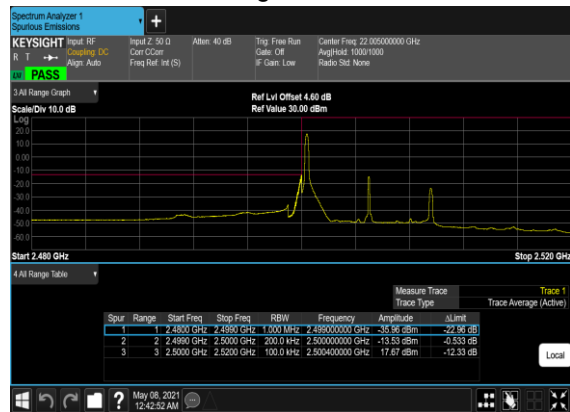 Spectrum Analyzer 1
Spurious Emissions
+
KEYSIGHT Input: RF Input Z: 50 Ω Atten: 40 dB Trig: Free Run Center Freq: 22.005000000 GHz
R T Coupling: DC Corr CCorr Gate: Off Avg|Hold: 1000/1000
Align: Auto Freq Ref: Int (S) IF Gain: Low Radio Std: None
PASS
3 All Range Graph
Ref Lvl Offset 4.60 dB
Scale/Div 10.0 dB Ref Value 30.00 dBm
Log
20.0
10.0
0.00
-10.0
-20.0
-30.0
-40.0
-50.0
-60.0
Start 2.480 GHz Stop 2.520 GHz
4 All Range Table
Measure Trace Trace 1
Trace Type Trace Average (Active)
Spur Range Start Freq Stop Freq RBW Frequency Amplitude ΔLimit
1 1 2.4800 GHz 2.4990 GHz 1.000 MHz 2.499000000 GHz -35.96 dBm -22.96 dB
2 2 2.4990 GHz 2.5000 GHz 200.0 kHz 2.500000000 GHz -13.53 dBm -0.533 dB
3 3 2.5000 GHz 2.5200 GHz 100.0 kHz 2.500400000 GHz 17.67 dBm -12.33 dB
Local
? May 08, 2021
12:42:52 AM